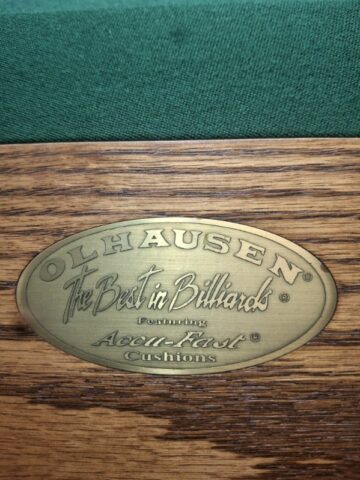 OLHAUSEN®
The Best in Billiards®
Featuring
Accu-Fast®
Cushions